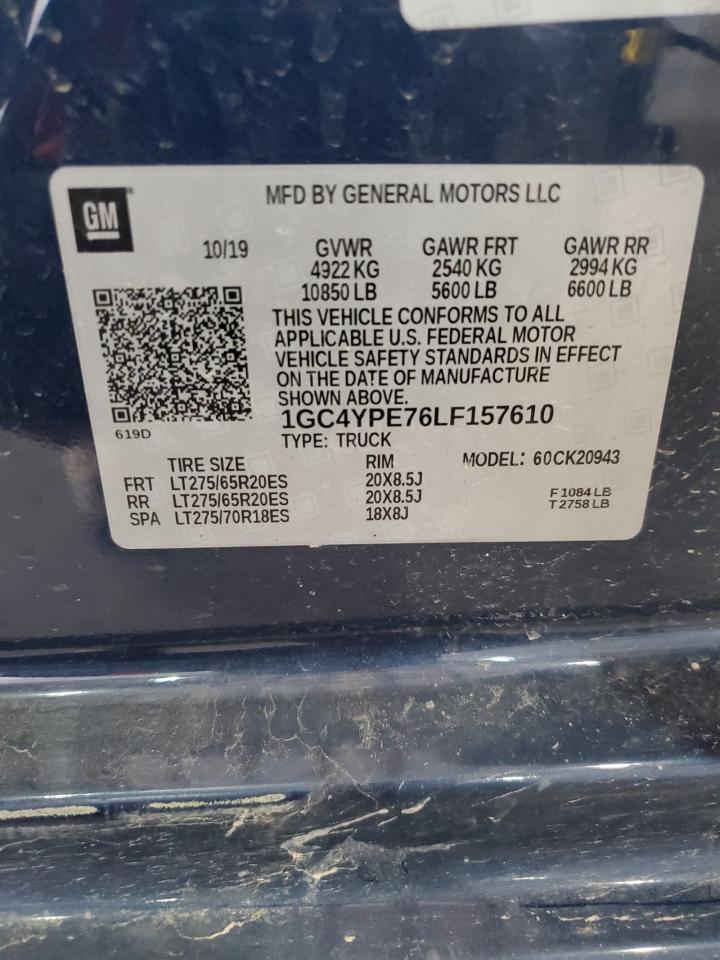 GM
MFD BY GENERAL MOTORS LLC
10/19 GVWR GAWR FRT GAWR RR
4922 KG 2540 KG 2994 KG
10850 LB 5600 LB 6600 LB
THIS VEHICLE CONFORMS TO ALL
APPLICABLE U.S. FEDERAL MOTOR
VEHICLE SAFETY STANDARDS IN EFFECT
ON THE DATE OF MANUFACTURE
SHOWN ABOVE.
1GC4YPE76LF157610
619D
TYPE: TRUCK
TIRE SIZE RIM MODEL: 60CK20943
FRT LT275/65R20ES 20X8.5J
RR LT275/65R20ES 20X8.5J F 1084 LB
SPA LT275/70R18ES 18X8J T 2758 LB